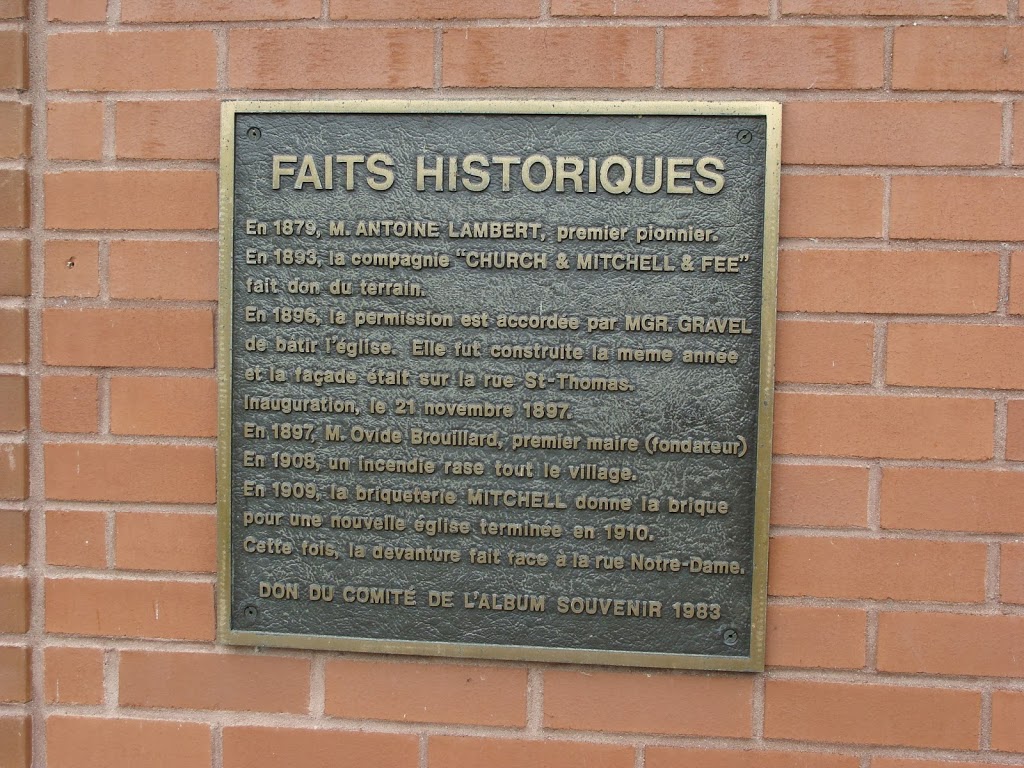 FAITS HISTORIQUES
En 1879, M. ANTOINE LAMBERT, premier pionnier.
En 1893, la compagnie "CHURCH & MITCHELL & FEE"
fait don du terrain.
En 1896, la permission est accordée par MGR. GRAVEL
de bâtir l'église. Elle fut construite la meme année
et la façade était sur la rue St-Thomas.
Inauguration, le 21 novembre 1897.
En 1897, M. Ovide Brouillard, premier maire (fondateur)
En 1908, un incendie rase tout le village.
En 1909, la briqueterie MITCHELL donne la brique
pour une nouvelle église terminée en 1910.
Cette fois, la devanture fait face à la rue Notre-Dame.
DON DU COMITÉ DE L'ALBUM SOUVENIR 1983